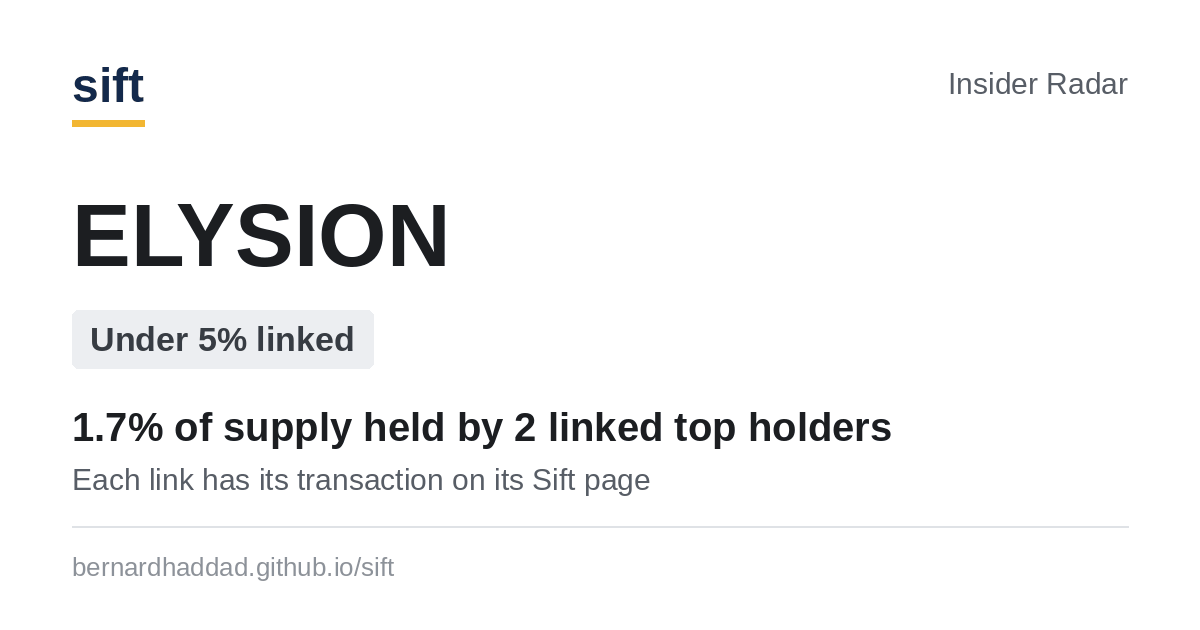 sift
Insider Radar
ELYSION
Under 5% linked
1.7% of supply held by 2 linked top holders
Each link has its transaction on its Sift page
bernardhaddad.github.io/sift